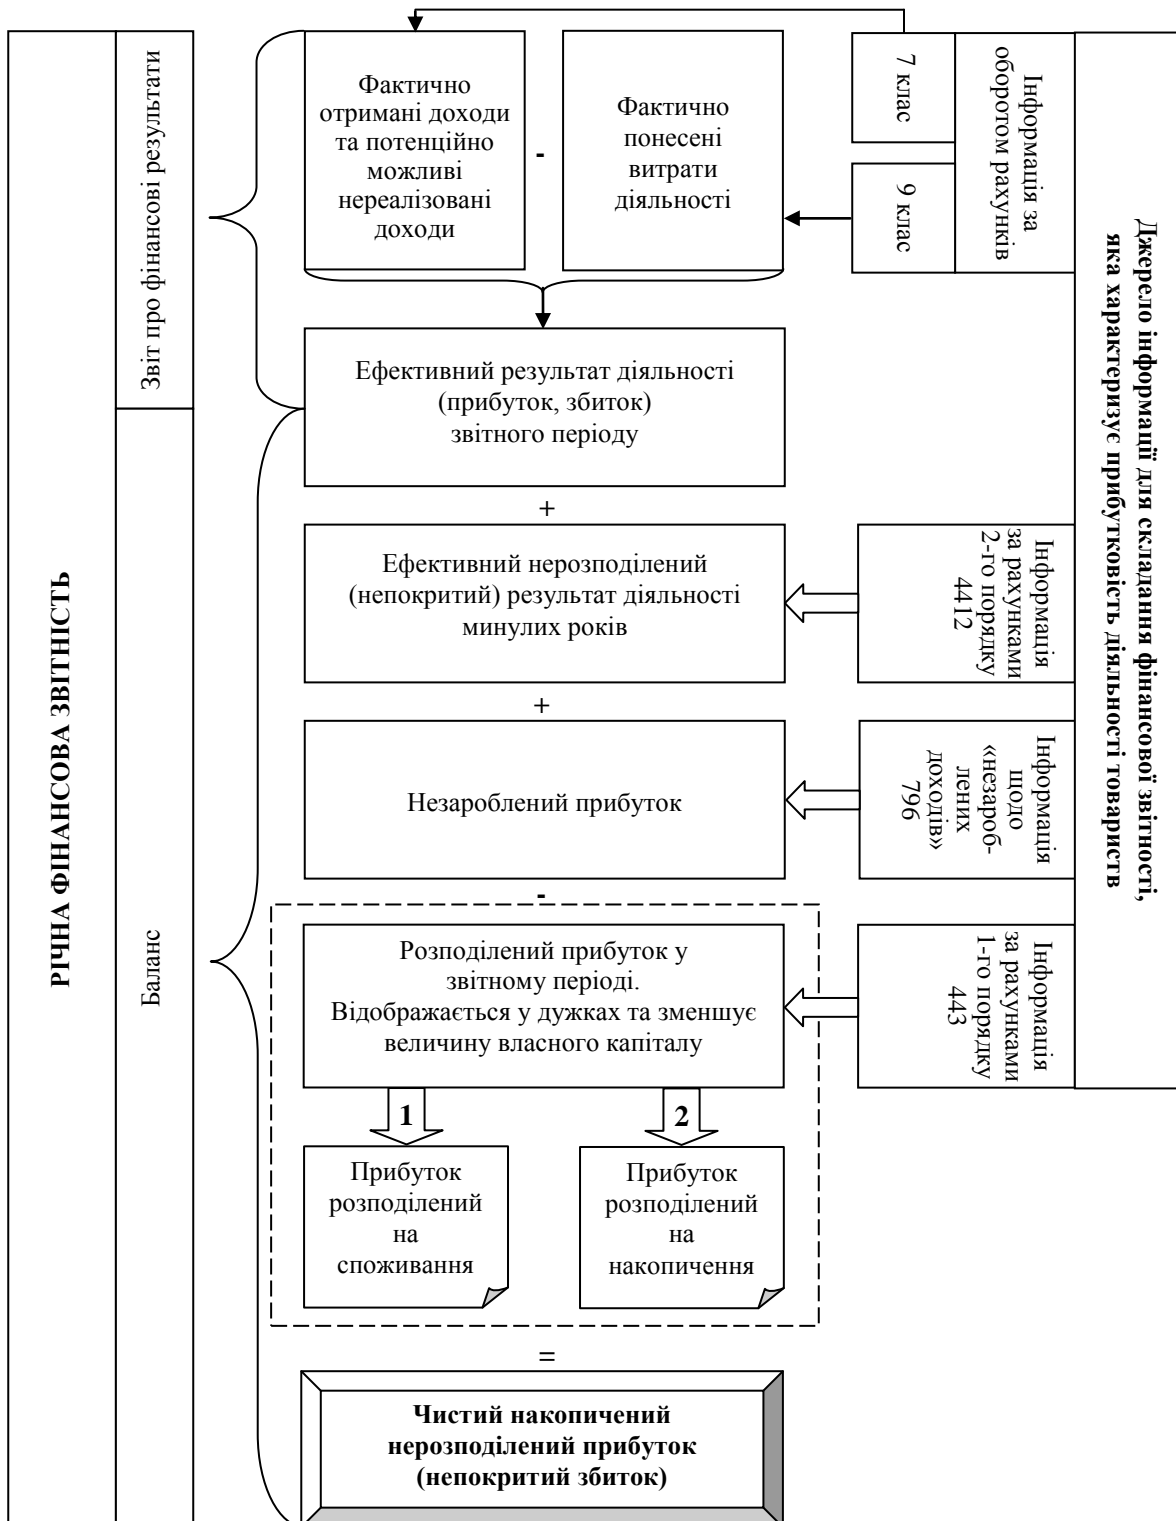 РІЧНА ФІНАНСОВА ЗВІТНІСТЬ
Звіт про фінансові результати
Баланс
Фактично
отримані доходи
та потенційно
можливі
нереалізовані
доходи
-
Фактично
понесені
витрати
діяльності
7 клас
9 клас
Інформація за
оборотом рахунків
Джерело інформації для складання фінансової звітності,
яка характеризує прибутковість діяльності товариств
Ефективний результат діяльності
(прибуток, збиток)
звітного періоду
+
Ефективний нерозподілений
(непокритий) результат діяльності
минулих років
Інформація
за рахунками
2-го порядку
4412
+
Незароблений прибуток
Інформація
щодо
«незароб-
лених
доходів»
796
-
Розподілений прибуток у
звітному періоді.
Відображається у дужках та зменшує
величину власного капіталу
Інформація
за рахунками
1-го порядку
443
1
2
Прибуток
розподілений
на
споживання
Прибуток
розподілений
на
накопичення
=
Чистий накопичений
нерозподілений прибуток
(непокритий збиток)